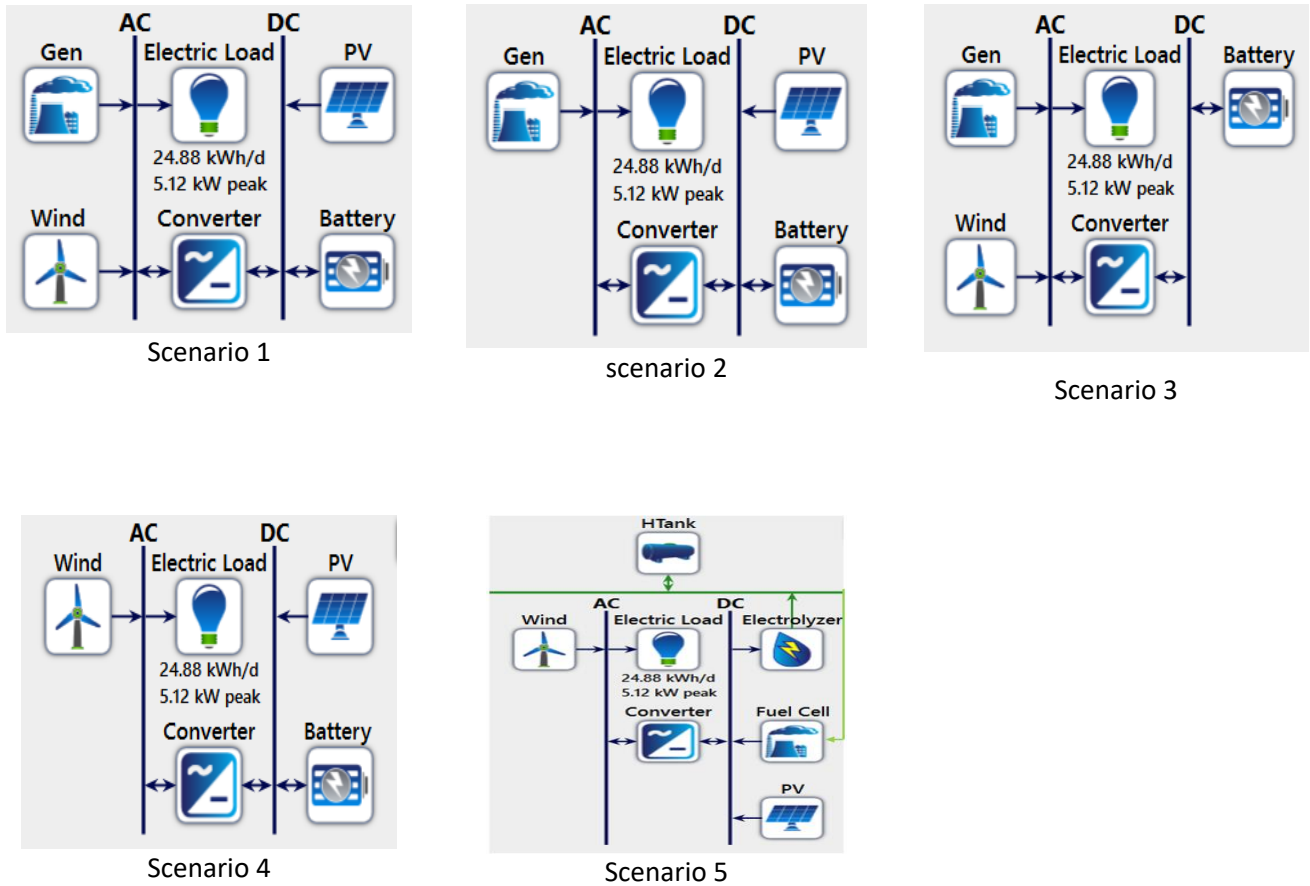 AC DC
Gen Electric Load PV
24.88 kWh/d
5.12 kW peak
Wind Converter Battery
Scenario 1
AC DC
Gen Electric Load PV
24.88 kWh/d
5.12 kW peak
Converter Battery
scenario 2
AC DC
Gen Electric Load Battery
24.88 kWh/d
5.12 kW peak
Wind Converter
Scenario 3
AC DC
Wind Electric Load PV
24.88 kWh/d
5.12 kW peak
Converter Battery
Scenario 4
HTank
AC DC
Wind Electric Load Electrolyzer
24.88 kWh/d
5.12 kW peak
Converter Fuel Cell
PV
Scenario 5